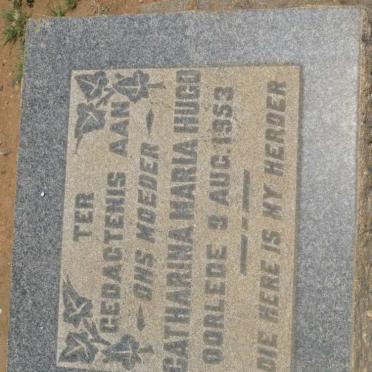 TER
GEDAGTENIS AAN
ONS MOEDER
CATHARINA MARIA HUGO
OORLEDE 9 AUG. 1953
DIE HERE IS MY HERDER